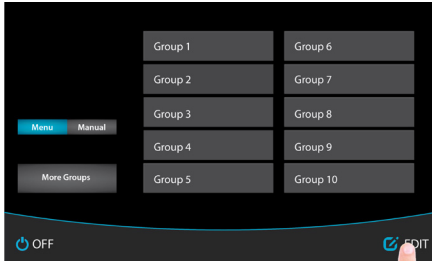 Group 1
Group 6
Group 2
Group 7
Group 3
Group 8
Menu
Manual
Group 4
Group 9
More Groups
Group 5
Group 10
OFF
EDIT